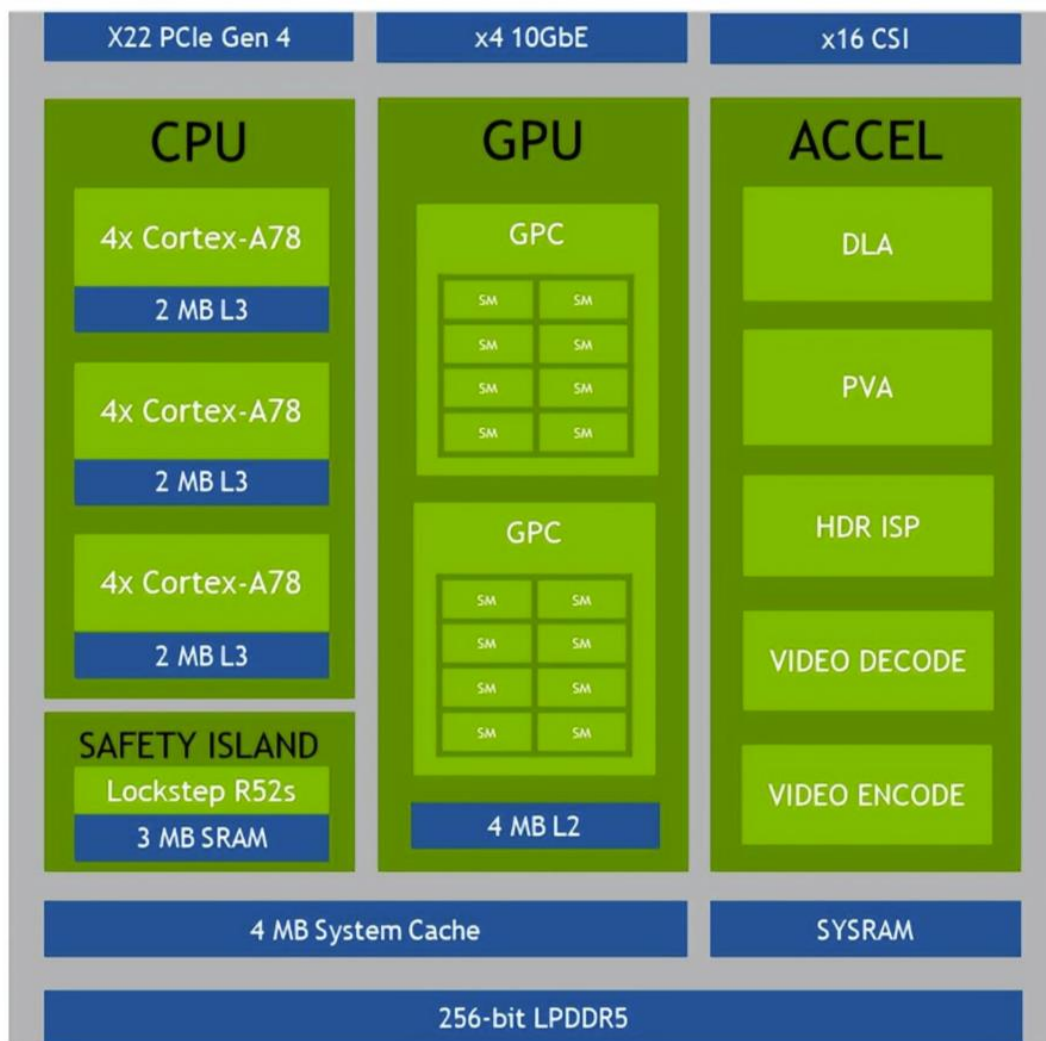 X22 PCIe Gen 4
x4 10GbE
x16 CSI
CPU
4x Cortex-A78
2 MB L3
4x Cortex-A78
2 MB L3
4x Cortex-A78
2 MB L3
SAFETY ISLAND
Lockstep R52s
3 MB SRAM
GPU
GPC
SM SM
SM SM
SM SM
SM SM
GPC
SM SM
SM SM
SM SM
SM SM
4 MB L2
ACCEL
DLA
PVA
HDR ISP
VIDEO DECODE
VIDEO ENCODE
4 MB System Cache
SYSRAM
256-bit LPDDR5